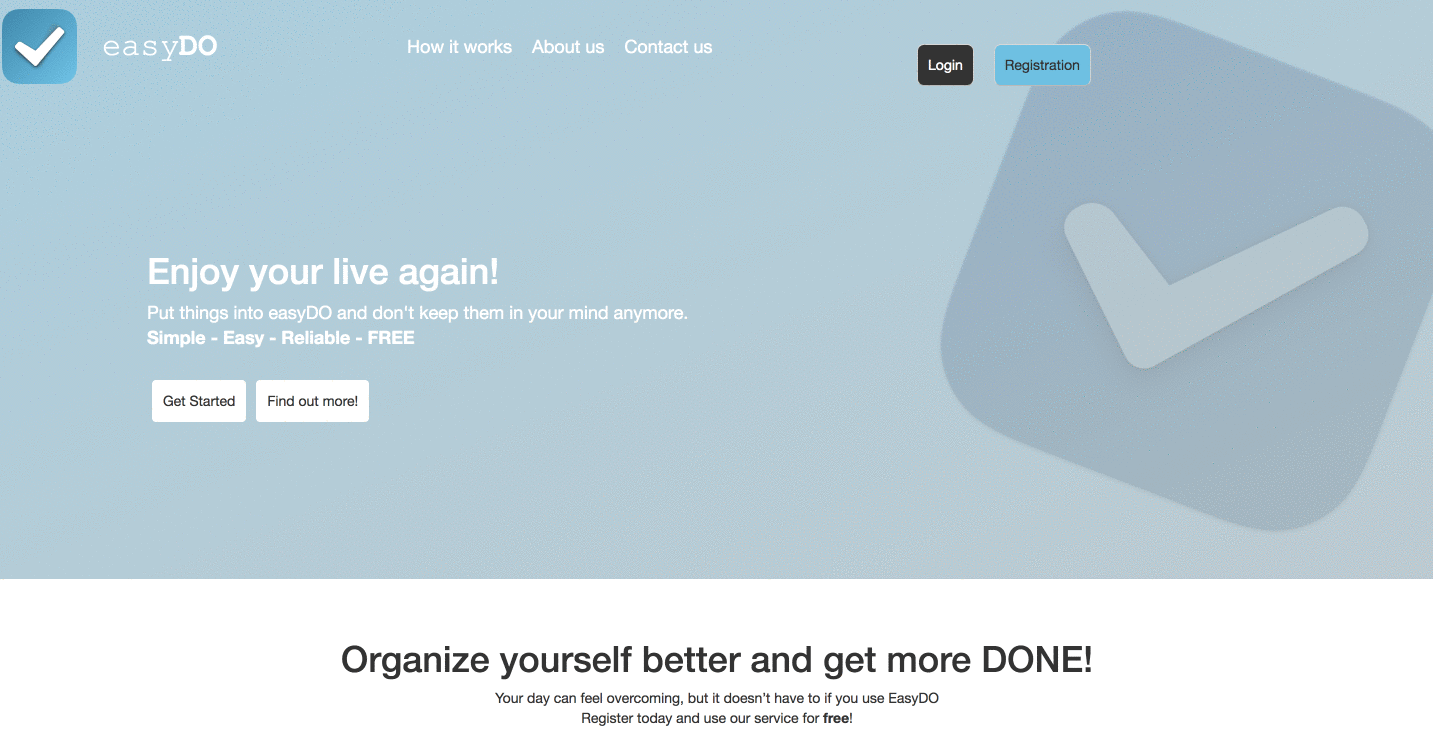 easyDO
How it works
About us
Contact us
Login
Registration
Enjoy your live again!
Put things into easyDO and don't keep them in your mind anymore.
Simple - Easy - Reliable - FREE
Get Started
Find out more!
Organize yourself better and get more DONE!
Your day can feel overcoming, but it doesn't have to if you use EasyDO
Register today and use our service for free!